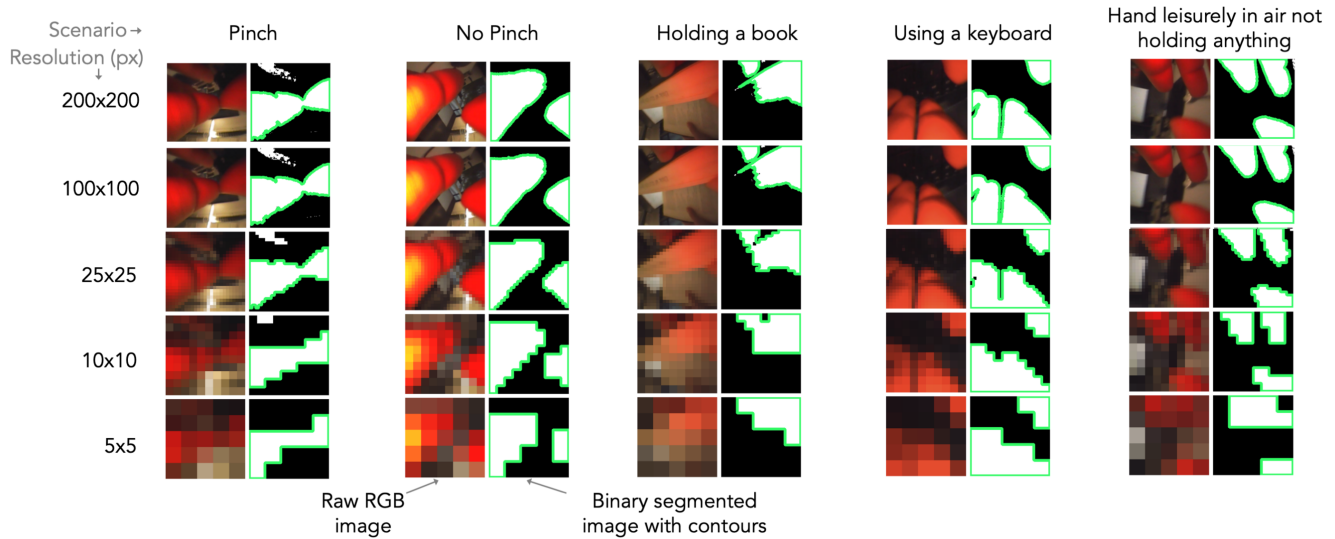 Scenario→
Pinch
No Pinch
Holding a book
Using a keyboard
Hand leisurely in air not
holding anything
Resolution (px)
↓
200x200
100x100
25x25
10x10
5x5
Raw RGB
image
Binary segmented
image with contours